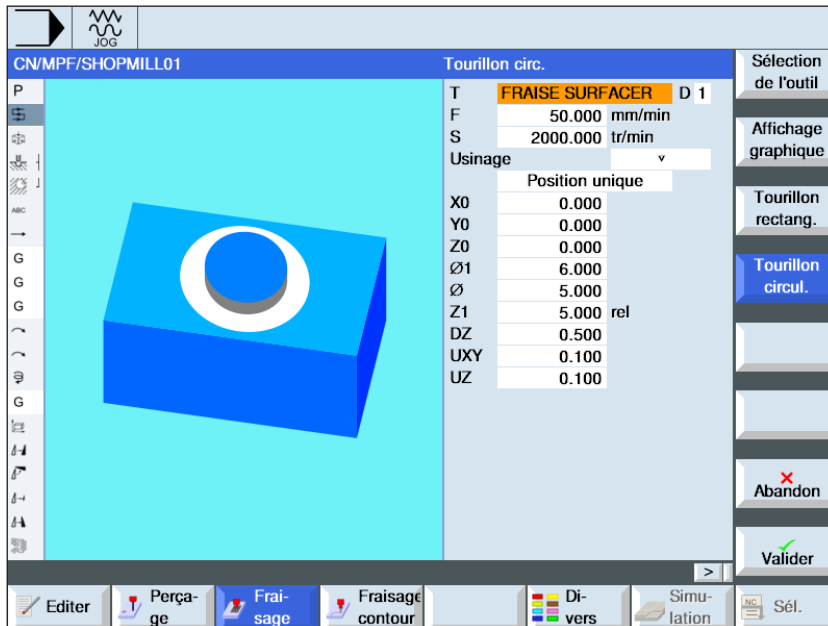 JOG
CN/MPF/SHOPMILL01
Tourillon circ.
P
ABC
G
G
G
G
T FRAISE SURFACER D 1
F 50.000 mm/min
S 2000.000 tr/min
Usinage ᵛ
Position unique
X0 0.000
Y0 0.000
Z0 0.000
Ø1 6.000
Ø 5.000
Z1 5.000 rel
DZ 0.500
UXY 0.100
UZ 0.100
>
Sélection
de l'outil
Affichage
graphique
Tourillon
rectang.
Tourillon
circul.
Abandon
Valider
Editer
Perça-
ge
Frai-
sage
Fraisage
contour
Di-
vers
Simu-
lation
NC
Sél.